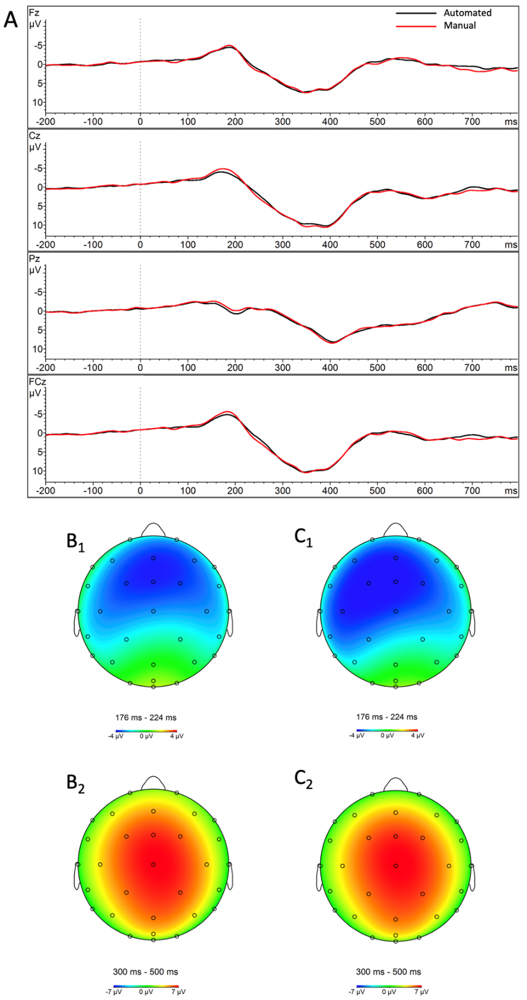 A
Fz
µV
Automated
Manual
-5
0
5
10
-200 -100 0 100 200 300 400 500 600 700 ms
Cz
µV
-5
0
5
10
-200 -100 0 100 200 300 400 500 600 700 ms
Pz
µV
-5
0
5
10
-200 -100 0 100 200 300 400 500 600 700 ms
FCz
µV
-5
0
5
10
-200 -100 0 100 200 300 400 500 600 700 ms
B1 C1
176 ms - 224 ms 176 ms - 224 ms
-4 µV 0 µV 4 µV -4 µV 0 µV 4 µV
B2 C2
300 ms - 500 ms 300 ms - 500 ms
-7 µV 0 µV 7 µV -7 µV 0 µV 7 µV